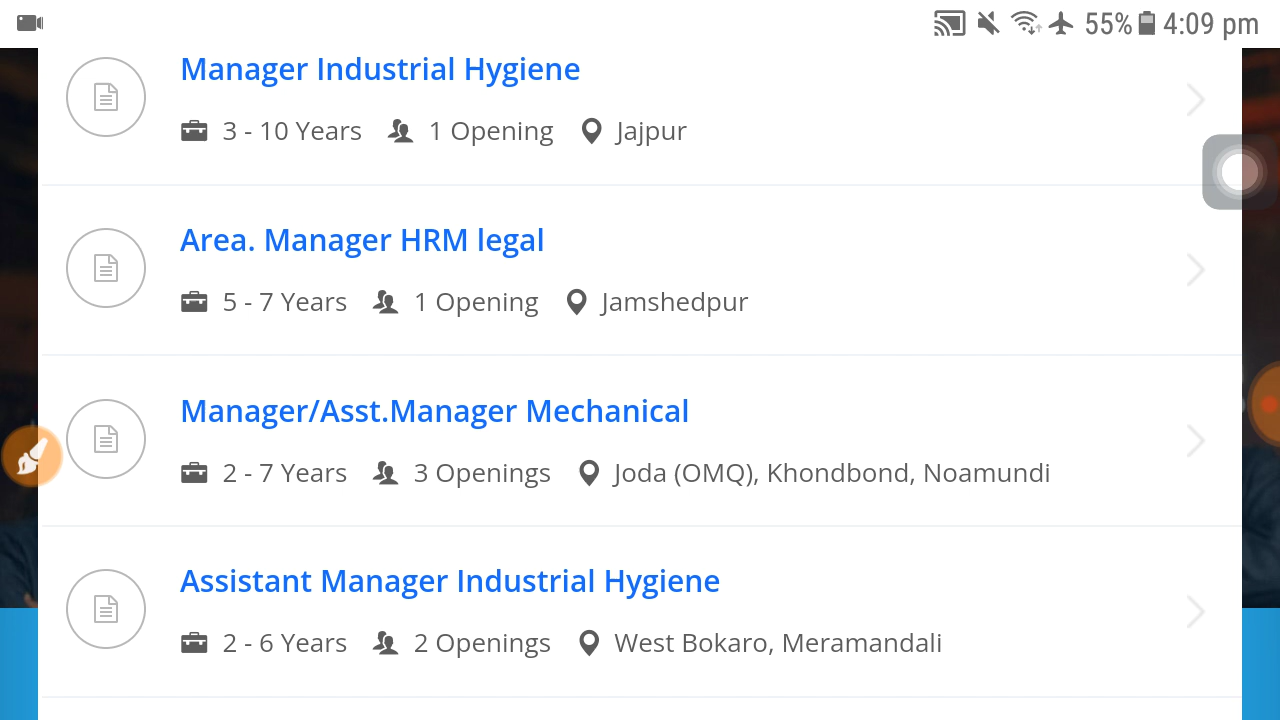 55% 4:09 pm
Manager Industrial Hygiene
3 - 10 Years 1 Opening Jajpur
Area. Manager HRM legal
5 - 7 Years 1 Opening Jamshedpur
Manager/Asst.Manager Mechanical
2 - 7 Years 3 Openings Joda (OMQ), Khondbond, Noamundi
Assistant Manager Industrial Hygiene
2 - 6 Years 2 Openings West Bokaro, Meramandali